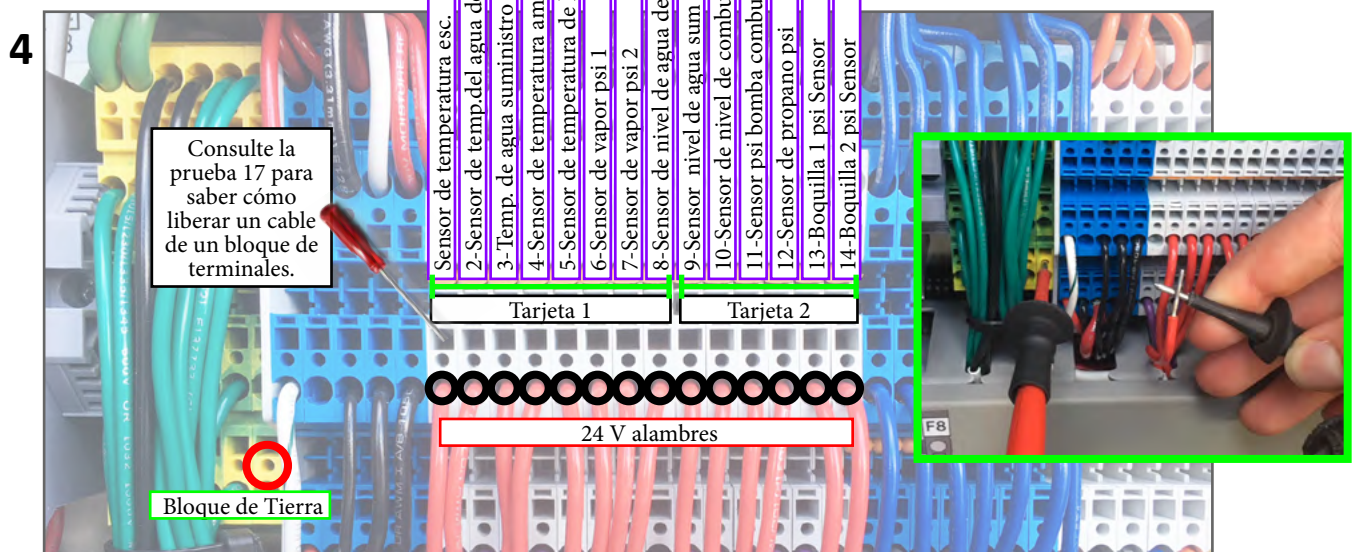 4
Consulte la
prueba 17 para
saber cómo
liberar un cable
de un bloque de
terminales.
Sensor de temperatura esc.
2-Sensor de temp.del agua
3- Temp. de agua suministro
4-Sensor de temperatura
5-Sensor de temperatura de
6-Sensor de vapor psi 1
7-Sensor de vapor psi 2
8-Sensor de nivel de agua de
9-Sensor nivel de agua sum
10-Sensor de nivel de
11-Sensor psi bomba
12-Sensor de propano psi
13-Boquilla 1 psi Sensor
14-Boquilla 2 psi Sensor
Tarjeta 1
Tarjeta 2
24 V alambres
Bloque de Tierra
F8